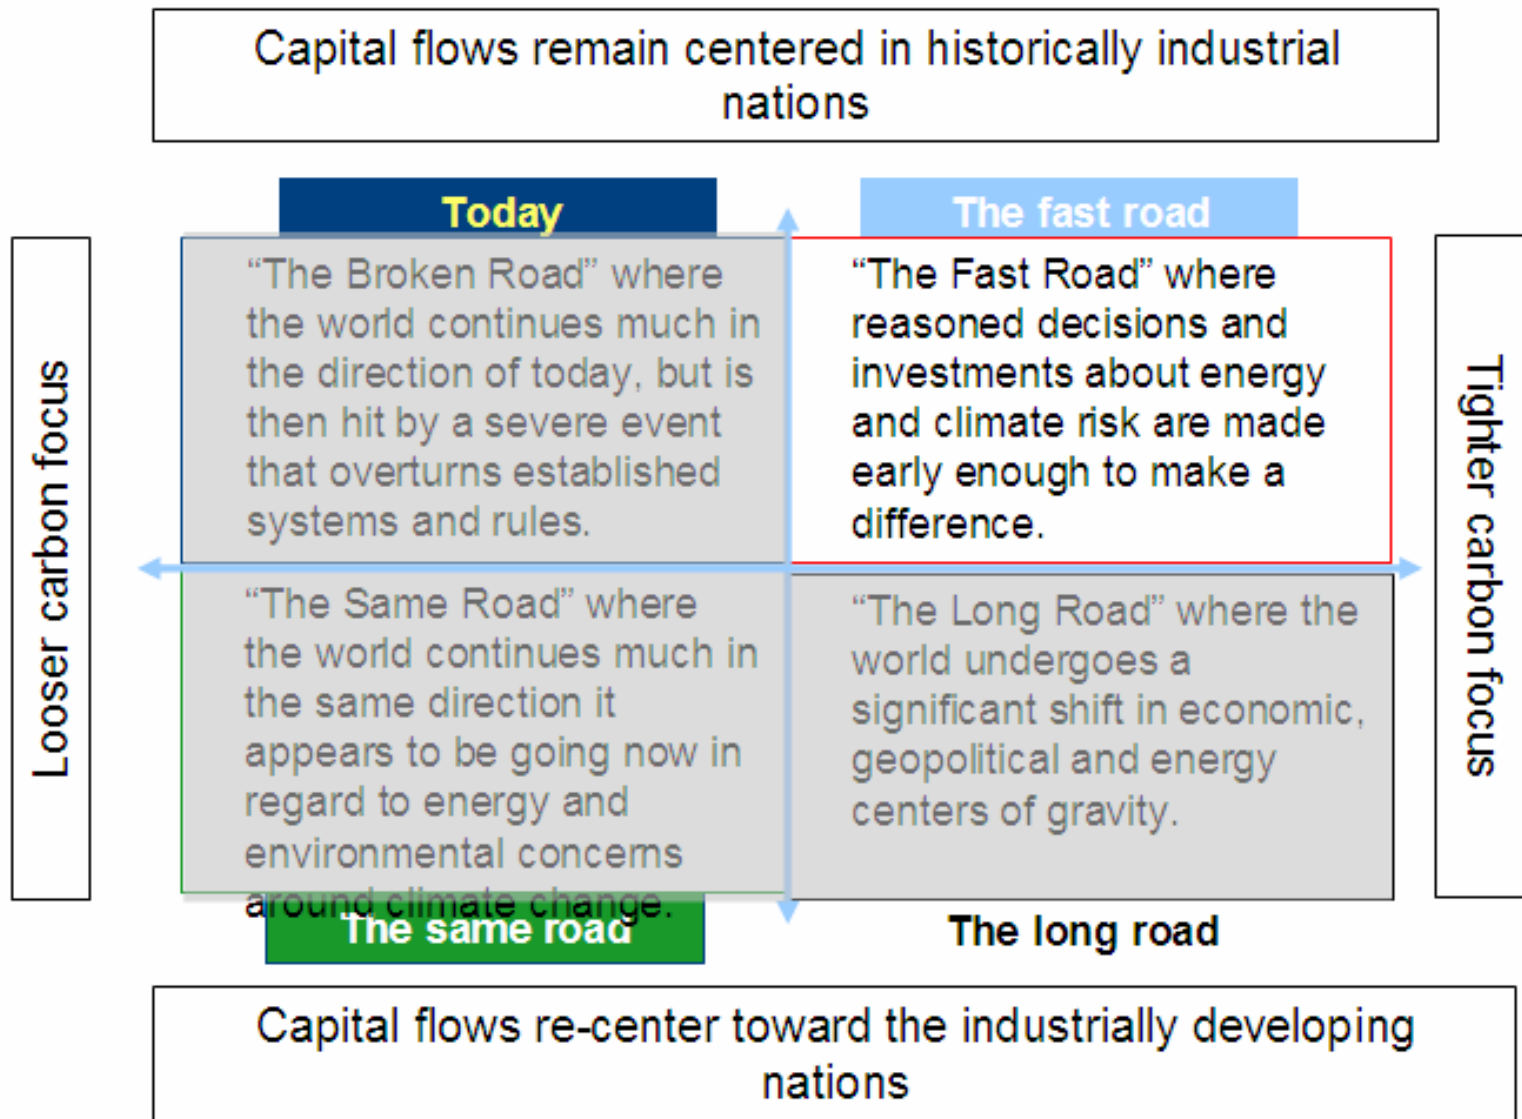 Capital flows remain centered in historically industrial
nations
Today
The fast road
Looser carbon focus
“The Broken Road” where
the world continues much in
the direction of today, but is
then hit by a severe event
that overturns established
systems and rules.
“The Fast Road” where
reasoned decisions and
investments about energy
and climate risk are made
early enough to make a
difference.
Tighter carbon focus
“The Same Road” where
the world continues much in
the same direction it
appears to be going now in
regard to energy and
environmental concerns
around climate change.
“The Long Road” where the
world undergoes a
significant shift in economic,
geopolitical and energy
centers of gravity.
The same road
The long road
Capital flows re-center toward the industrially developing
nations